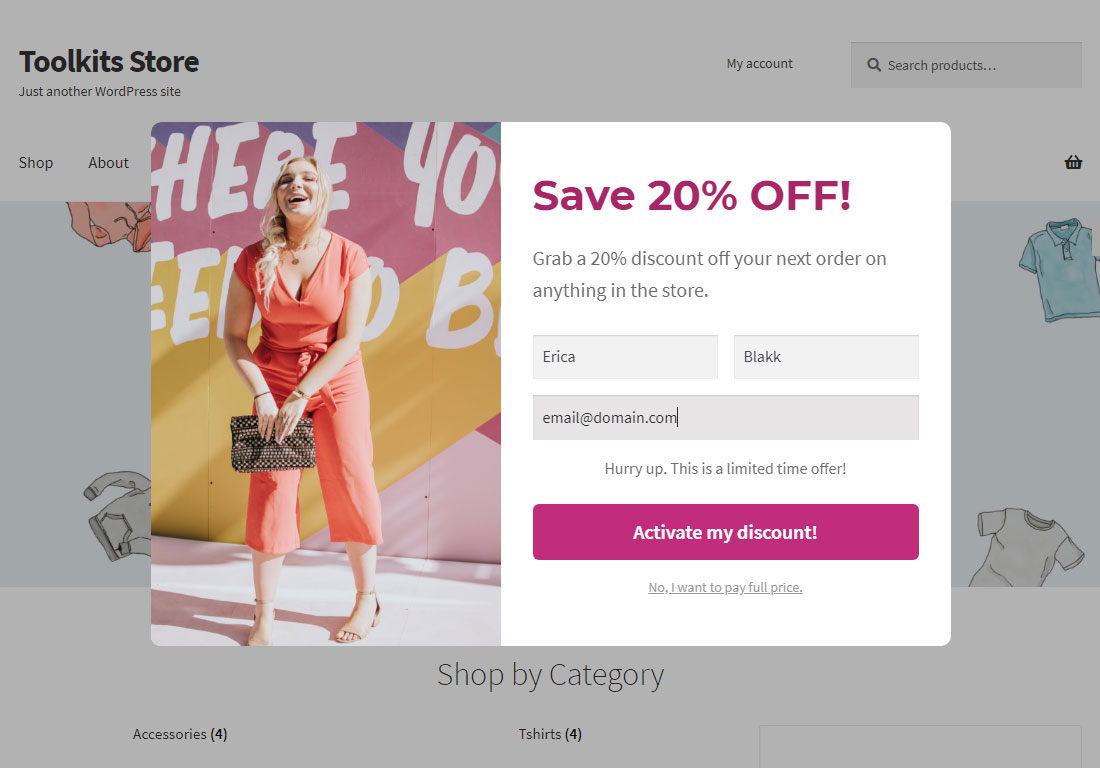 Toolkits Store
Just another WordPress site
My account
Search products…
Shop
About
HERE YO
EED B
Save 20% OFF!
Grab a 20% discount off your next order on
anything in the store.
Erica
Blakk
email@domain.com
Hurry up. This is a limited time offer!
Activate my discount!
No, I want to pay full price.
Shop by Category
Accessories (4)
Tshirts (4)